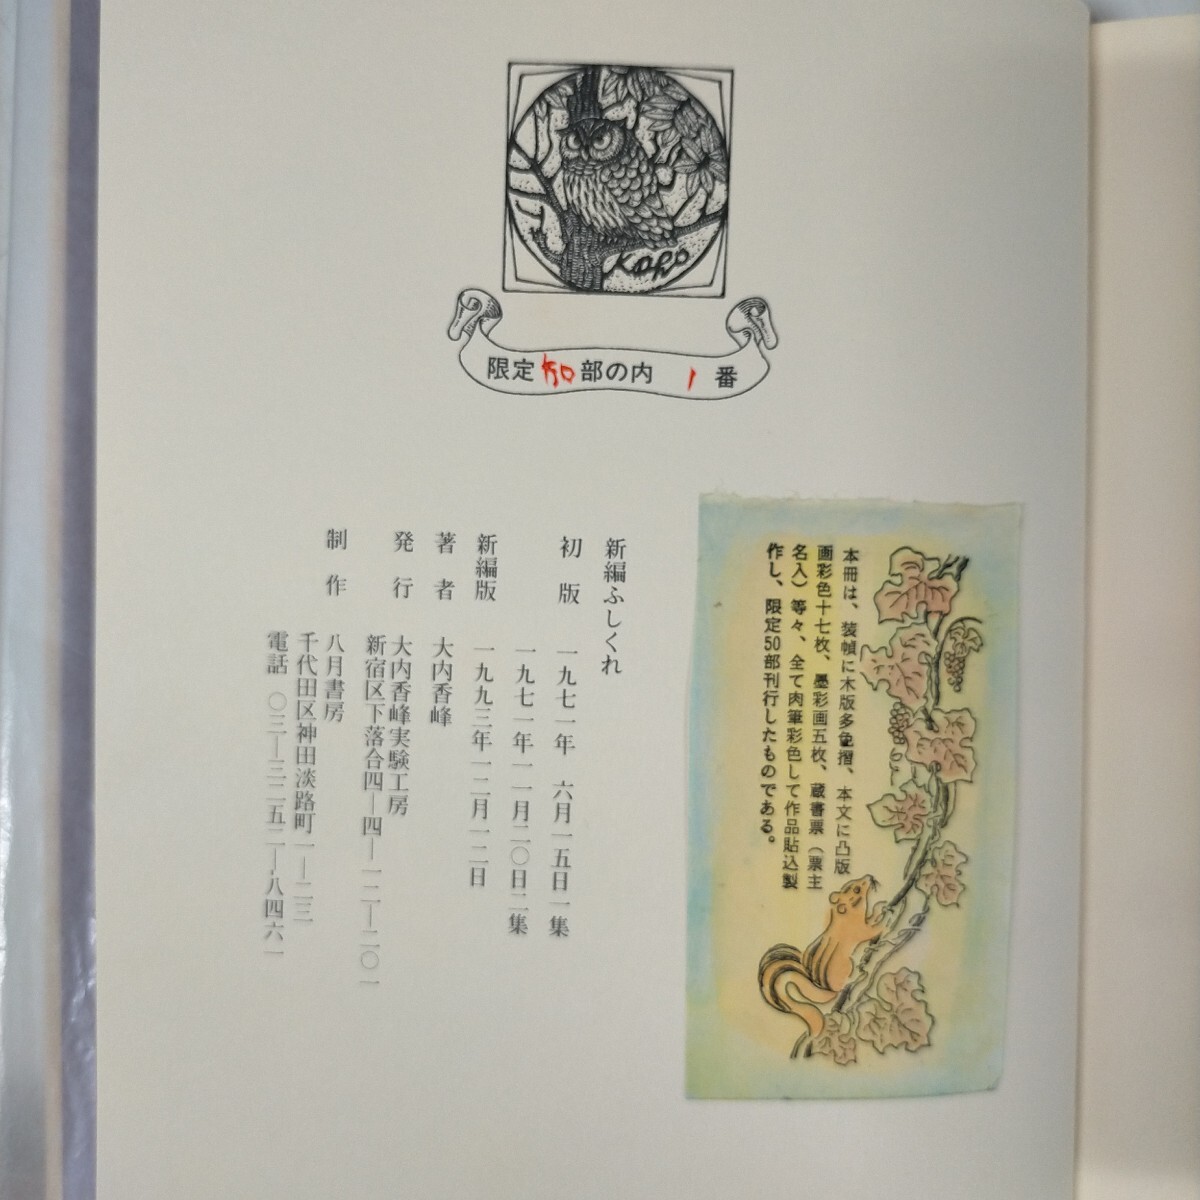 Koho
限定50部の内 1番
本冊は、装幀に木版多色摺、本文に凸版
画彩色十七枚、墨彩画五枚、蔵書票（票主
名入）等々、全て肉筆彩色して作品貼込製
作し、限定50部刊行したものである。
新編ふしくれ
初版 一九七一年 六月一五日一集
一九七一年一一月二〇日二集
新編版 一九九三年一二月一二日
著者 大内香峰
発行 大内香峰実験工房
新宿区下落合四―四―一二―二〇一
制作 八月書房
千代田区神田淡路町一―二三
電話 〇三―三二五二―八四六一